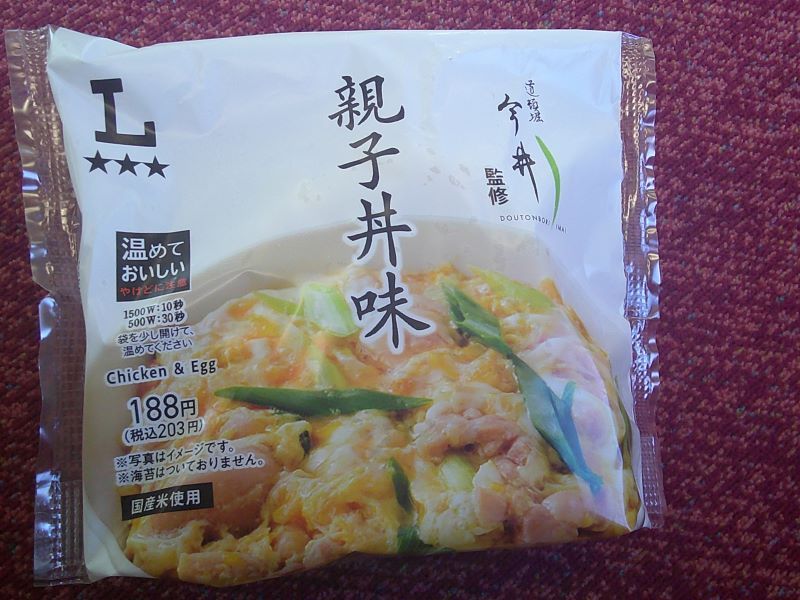 L
★★★
親子丼味
道頓堀
今井
監修
DOUTONBORI IMAI
温めて
おいしい
やけどに注意
1500W:10秒
500W:30秒
袋を少し開けて、
温めてください
Chicken & Egg
188円
(税込203円)
※写真はイメージです。
※海苔はついておりません。
国産米使用